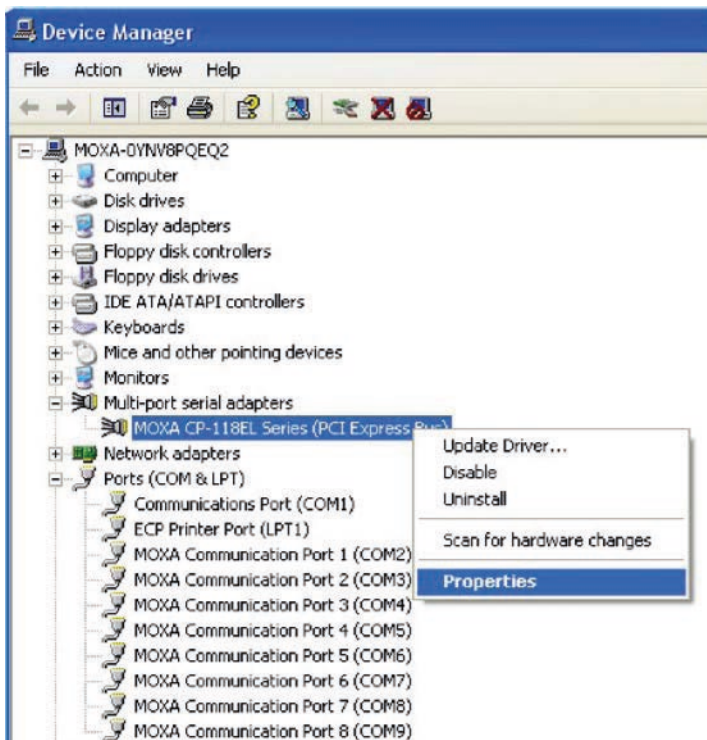 Device Manager
File Action View Help
MOXA-0YNV8PQEQ2
Computer
Disk drives
Display adapters
Floppy disk controllers
Floppy disk drives
IDE ATA/ATAPI controllers
Keyboards
Mice and other pointing devices
Monitors
Multi-port serial adapters
MOXA CP-118EL Series (PCI Express Bus)
Update Driver...
Disable
Uninstall
Scan for hardware changes
Properties
Network adapters
Ports (COM & LPT)
Communications Port (COM1)
ECP Printer Port (LPT1)
MOXA Communication Port 1 (COM2)
MOXA Communication Port 2 (COM3)
MOXA Communication Port 3 (COM4)
MOXA Communication Port 4 (COM5)
MOXA Communication Port 5 (COM6)
MOXA Communication Port 6 (COM7)
MOXA Communication Port 7 (COM8)
MOXA Communication Port 8 (COM9)